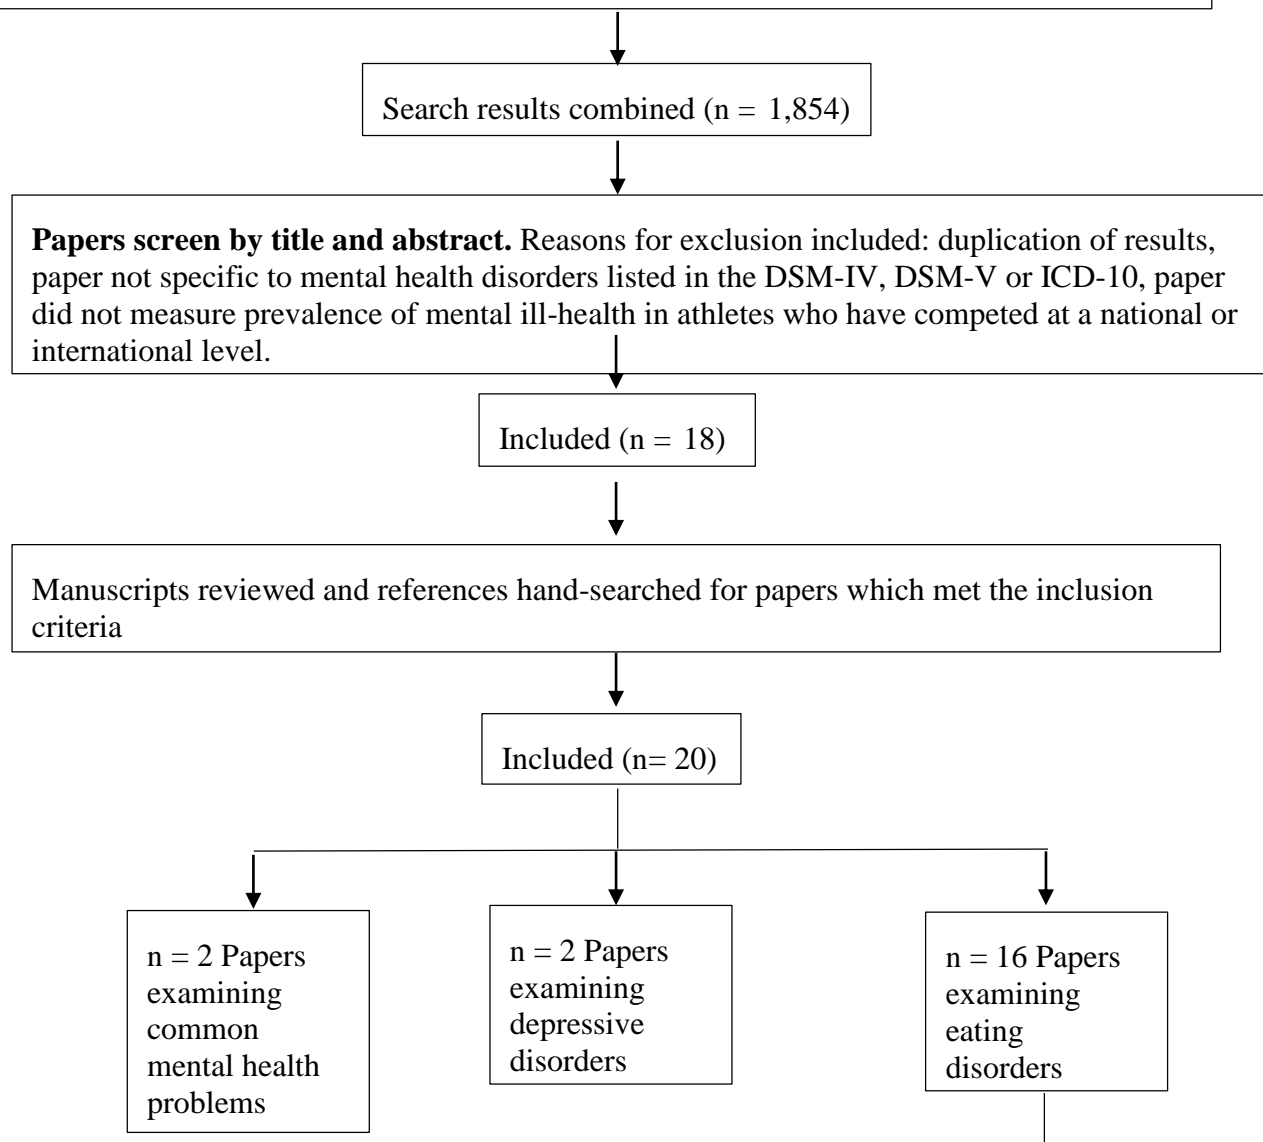 Search results combined (n = 1,854)
Papers screen by title and abstract. Reasons for exclusion included: duplication of results,
paper not specific to mental health disorders listed in the DSM-IV, DSM-V or ICD-10, paper
did not measure prevalence of mental ill-health in athletes who have competed at a national or
international level.
Included (n = 18)
Manuscripts reviewed and references hand-searched for papers which met the inclusion
criteria
Included (n= 20)
n = 2 Papers
examining
common
mental health
problems
n = 2 Papers
examining
depressive
disorders
n = 16 Papers
examining
eating
disorders